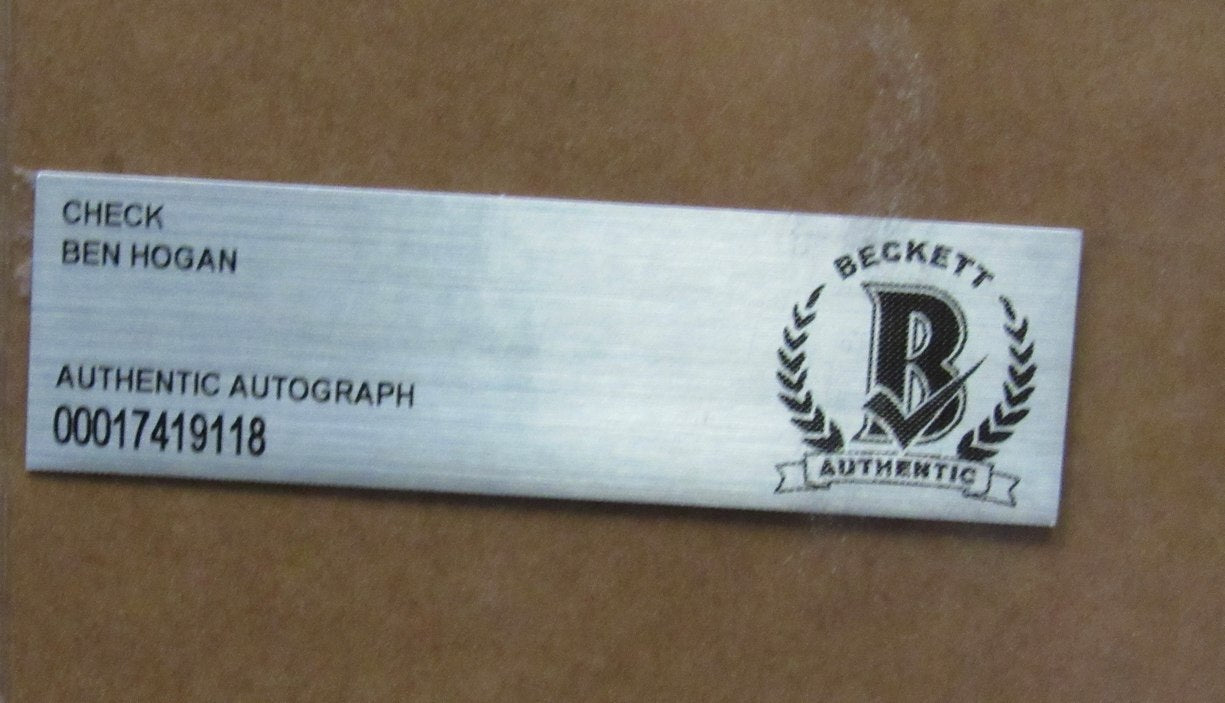 CHECK
BEN HOGAN
AUTHENTIC AUTOGRAPH
00017419118
BECKETT
B
AUTHENTIC